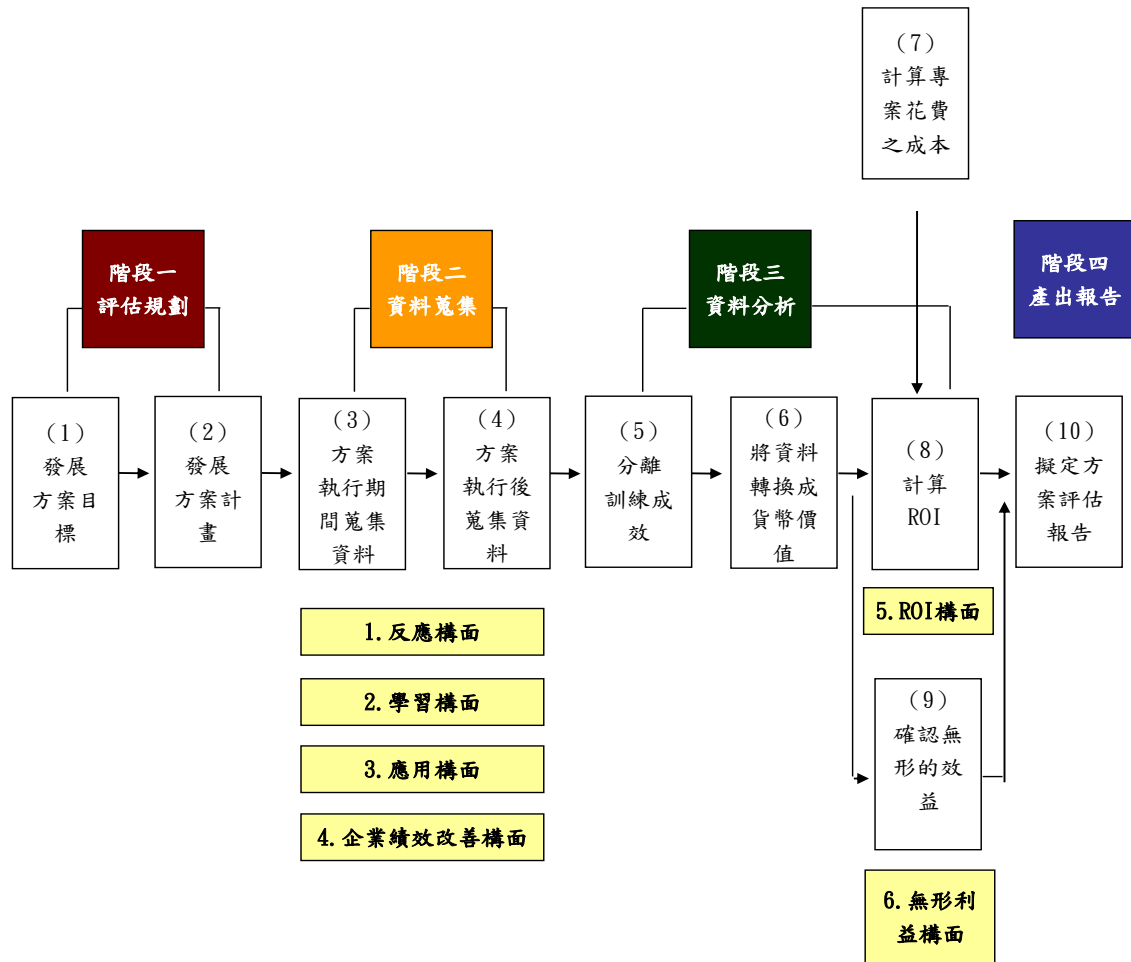 (7)
計算專
案花費
之成本
階段一
評估規劃
階段二
資料蒐集
階段三
資料分析
階段四
產出報告
(1)
發展
方案目
標
(2)
發展
方案計
畫
(3)
方案
執行期
間蒐集
資料
(4)
方案
執行後
蒐集資
料
(5)
分離
訓練成
效
(6)
將資料
轉換成
貨幣價
值
(8)
計算
ROI
(10)
擬定方
案評估
報告
1.反應構面
2.學習構面
3.應用構面
4.企業績效改善構面
5.ROI構面
(9)
確認無
形的效
益
6.無形利
益構面